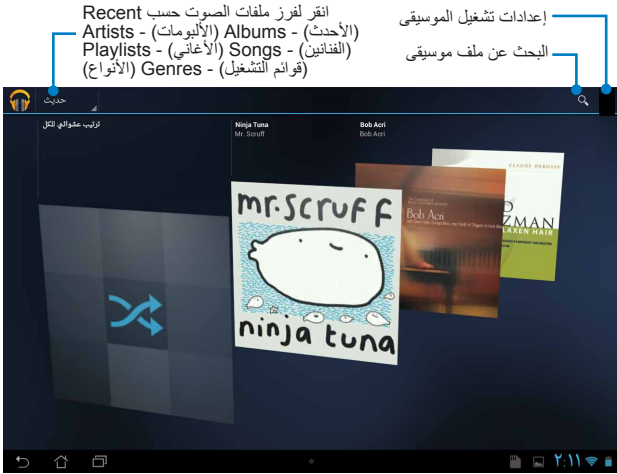 انقر لفرز ملفات الصوت حسب Recent
(الأحدث) - Albums (الألبومات) - Artists
(الفنانين) - Songs (الأغاني) - Playlists
(قوائم التشغيل) - Genres (الأنواع)
إعدادات تشغيل الموسيقى
البحث عن ملف موسيقى
حديث
ترتيب عشوائي للكل
Ninja Tuna
Mr. Scruff
Bob Acri
Bob Acri
mr.scruff
ninja tuna
Bob Acri
CLAUDE DEBUSSY
ZMAN
LAXEN HAIR
٢:١١